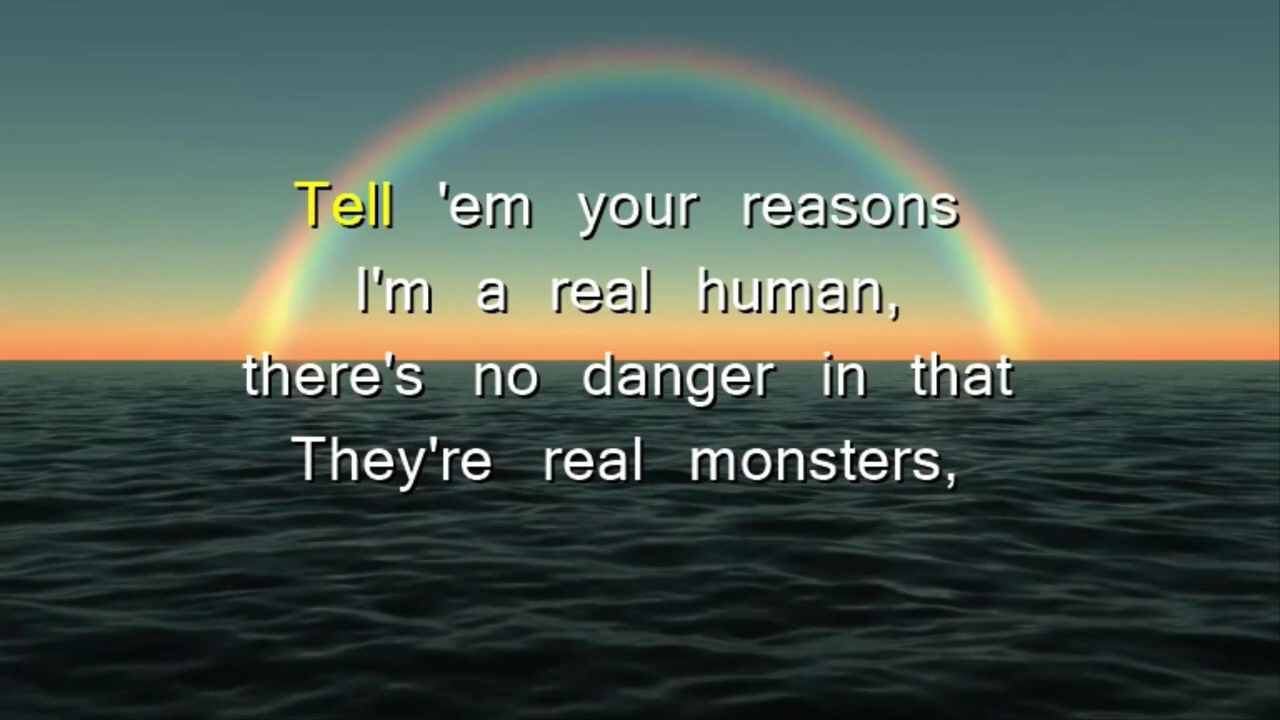 Tell 'em your reasons
I'm a real human,
there's no danger in that
They're real monsters,